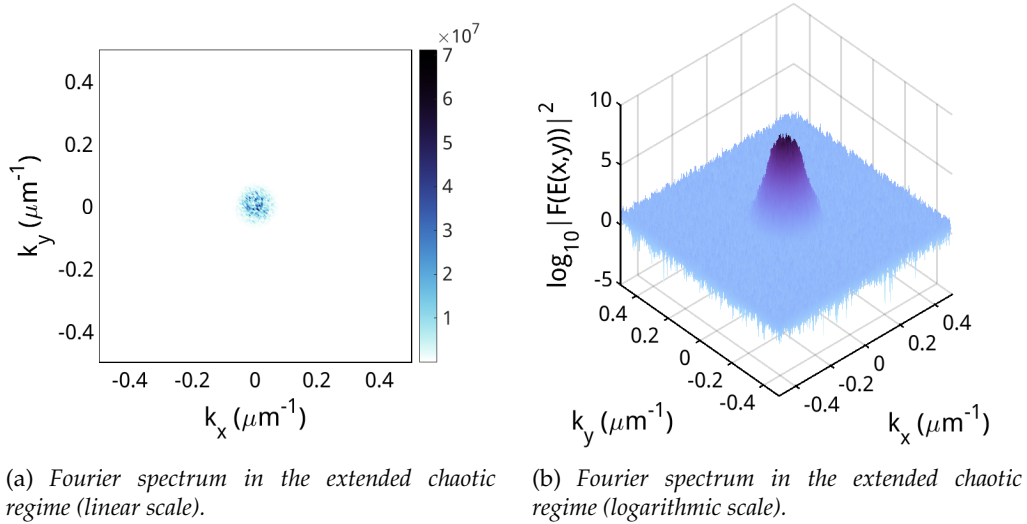 ×10⁷
7
6
5
4
3
2
1
0.4
0.2
0
-0.2
-0.4
k_y (μm⁻¹)
-0.4 -0.2 0 0.2 0.4
k_x (μm⁻¹)
10
5
0
-5
log₁₀|F(E(x,y))|²
0.4
0.2
0
-0.2
-0.4
k_y (μm⁻¹)
0.4
0.2
0
-0.2
-0.4
k_x (μm⁻¹)
(a) Fourier spectrum in the extended chaotic
regime (linear scale).
(b) Fourier spectrum in the extended chaotic
regime (logarithmic scale).